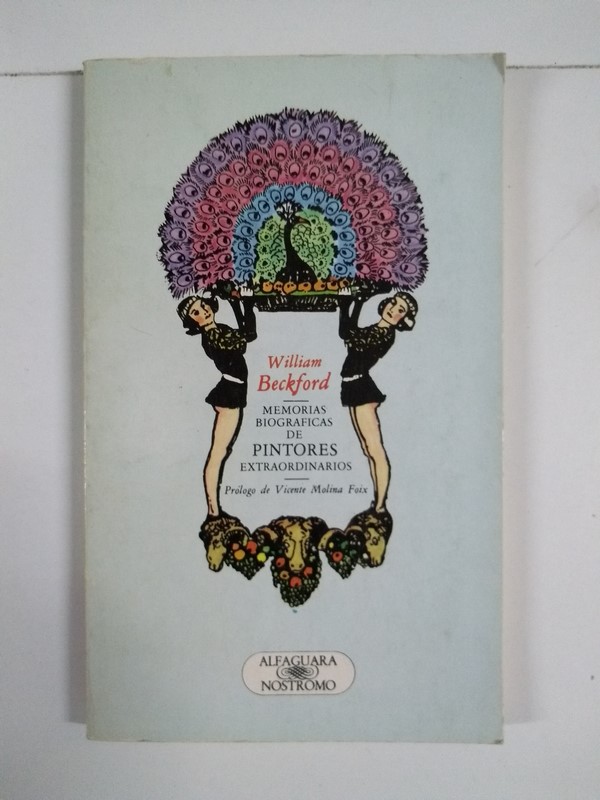 William
Beckford
MEMORIAS
BIOGRAFICAS
DE
PINTORES
EXTRAORDINARIOS
Prólogo de Vicente Molina Foix
ALFAGUARA
NOSTROMO